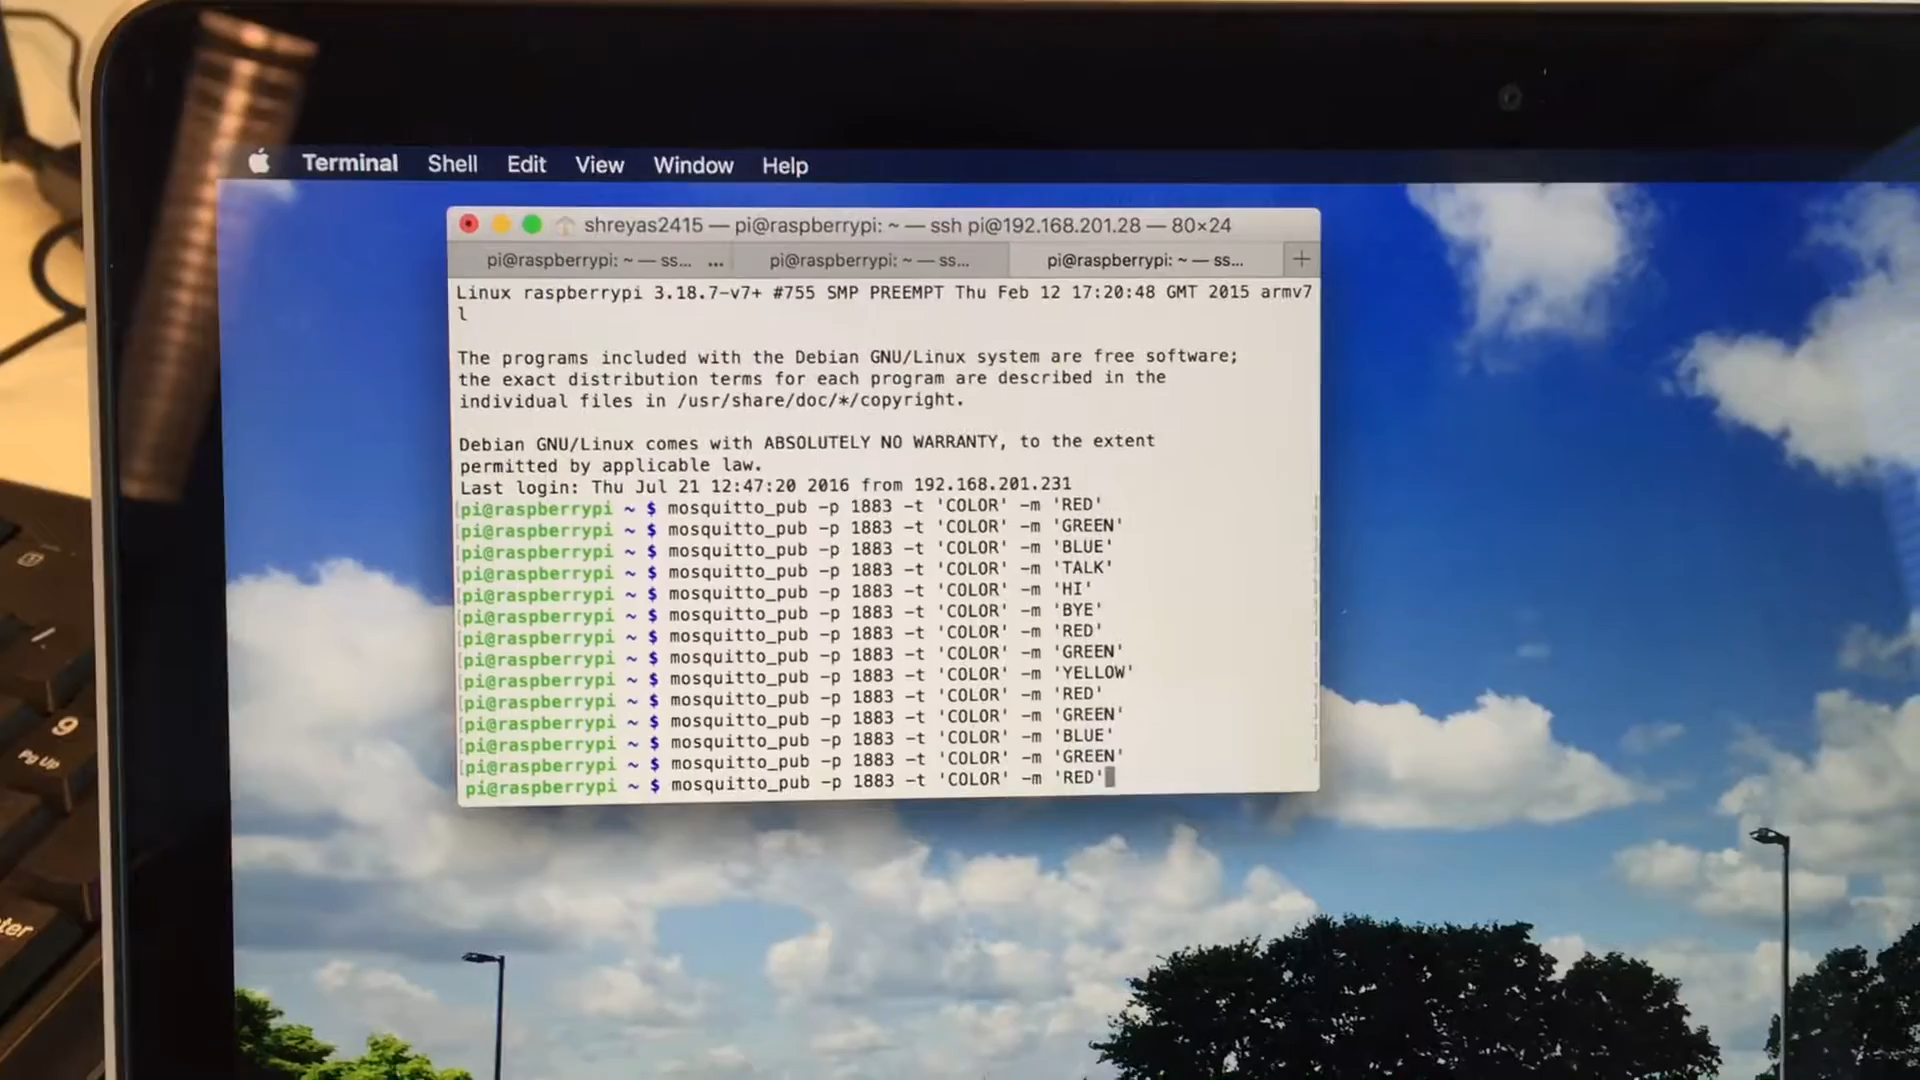 Terminal Shell Edit View Window Help
shreyas2415 — pi@raspberrypi: ~ — ssh pi@192.168.201.28 — 80×24
pi@raspberrypi: ~ — ss... ... pi@raspberrypi: ~ — ss... pi@raspberrypi: ~ — ss... +
Linux raspberrypi 3.18.7-v7+ #755 SMP PREEMPT Thu Feb 12 17:20:48 GMT 2015 armv7
l
The programs included with the Debian GNU/Linux system are free software;
the exact distribution terms for each program are described in the
individual files in /usr/share/doc/*/copyright.
Debian GNU/Linux comes with ABSOLUTELY NO WARRANTY, to the extent
permitted by applicable law.
Last login: Thu Jul 21 12:47:20 2016 from 192.168.201.231
[pi@raspberrypi ~ $ mosquitto_pub -p 1883 -t 'COLOR' -m 'RED'
[pi@raspberrypi ~ $ mosquitto_pub -p 1883 -t 'COLOR' -m 'GREEN'
[pi@raspberrypi ~ $ mosquitto_pub -p 1883 -t 'COLOR' -m 'BLUE'
[pi@raspberrypi ~ $ mosquitto_pub -p 1883 -t 'COLOR' -m 'TALK'
[pi@raspberrypi ~ $ mosquitto_pub -p 1883 -t 'COLOR' -m 'HI'
[pi@raspberrypi ~ $ mosquitto_pub -p 1883 -t 'COLOR' -m 'BYE'
[pi@raspberrypi ~ $ mosquitto_pub -p 1883 -t 'COLOR' -m 'RED'
[pi@raspberrypi ~ $ mosquitto_pub -p 1883 -t 'COLOR' -m 'GREEN'
[pi@raspberrypi ~ $ mosquitto_pub -p 1883 -t 'COLOR' -m 'YELLOW'
[pi@raspberrypi ~ $ mosquitto_pub -p 1883 -t 'COLOR' -m 'RED'
[pi@raspberrypi ~ $ mosquitto_pub -p 1883 -t 'COLOR' -m 'GREEN'
[pi@raspberrypi ~ $ mosquitto_pub -p 1883 -t 'COLOR' -m 'BLUE'
[pi@raspberrypi ~ $ mosquitto_pub -p 1883 -t 'COLOR' -m 'GREEN'
pi@raspberrypi ~ $ mosquitto_pub -p 1883 -t 'COLOR' -m 'RED'
9
Pg Up
ter